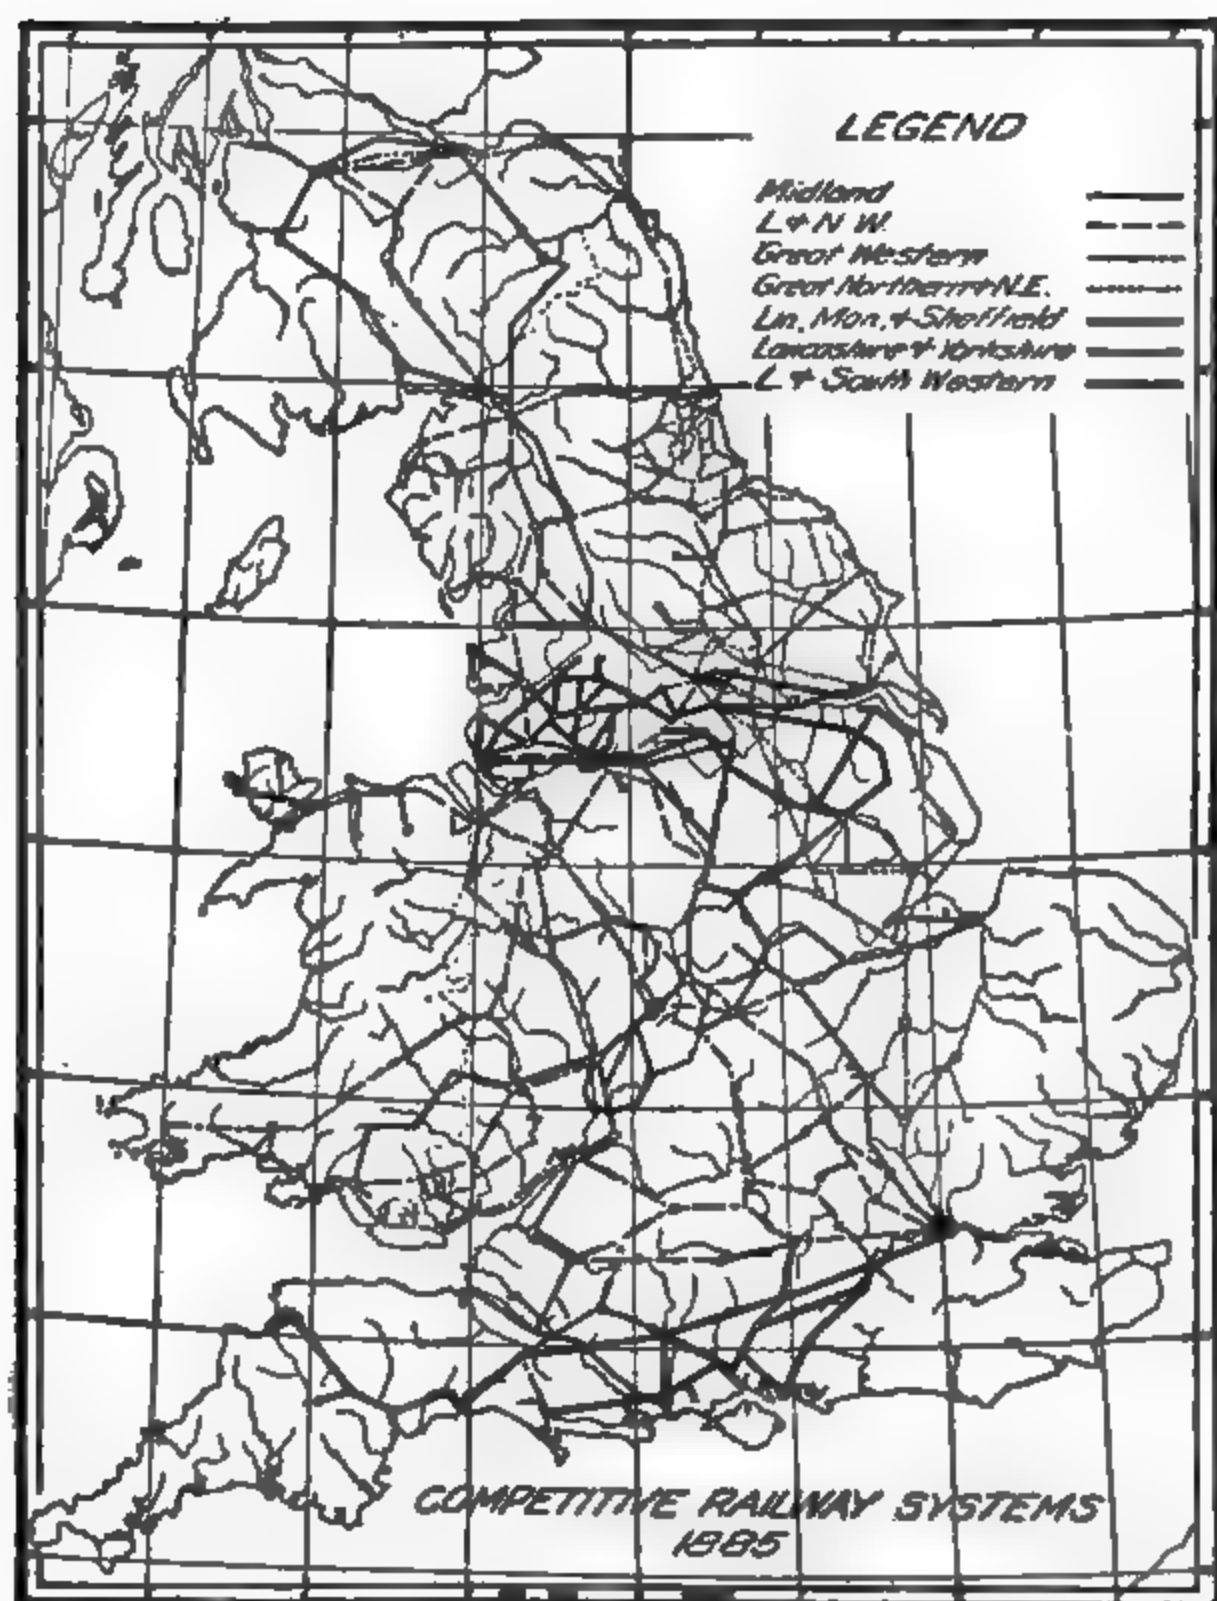 LEGEND
Midland
L. & N W.
Great Western
Great Northern & N.E.
Lin, Man, & Sheffield
Lancashire & Yorkshire
L & South Western
COMPETITIVE RAILWAY SYSTEMS
1885